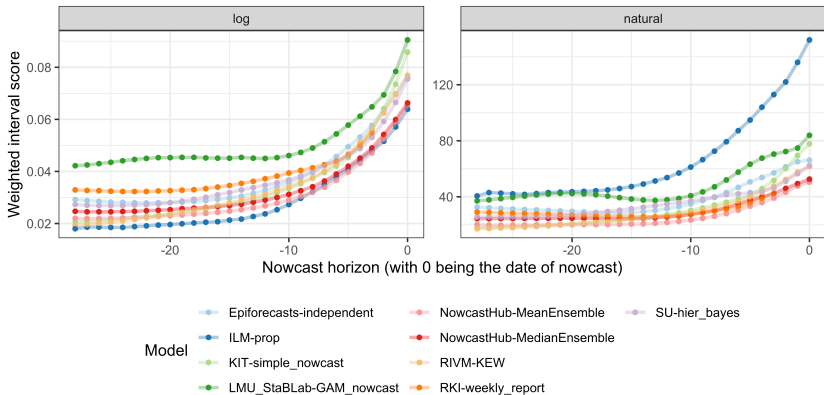 log
natural
Weighted interval score
0.08
0.06
0.04
0.02
120
80
40
-20
-10
0
-20
-10
0
Nowcast horizon (with 0 being the date of nowcast)
Model
Epiforecasts-independent
ILM-prop
KIT-simple_nowcast
LMU_StaBLab-GAM_nowcast
NowcastHub-MeanEnsemble
NowcastHub-MedianEnsemble
RIVM-KEW
RKI-weekly_report
SU-hier_bayes